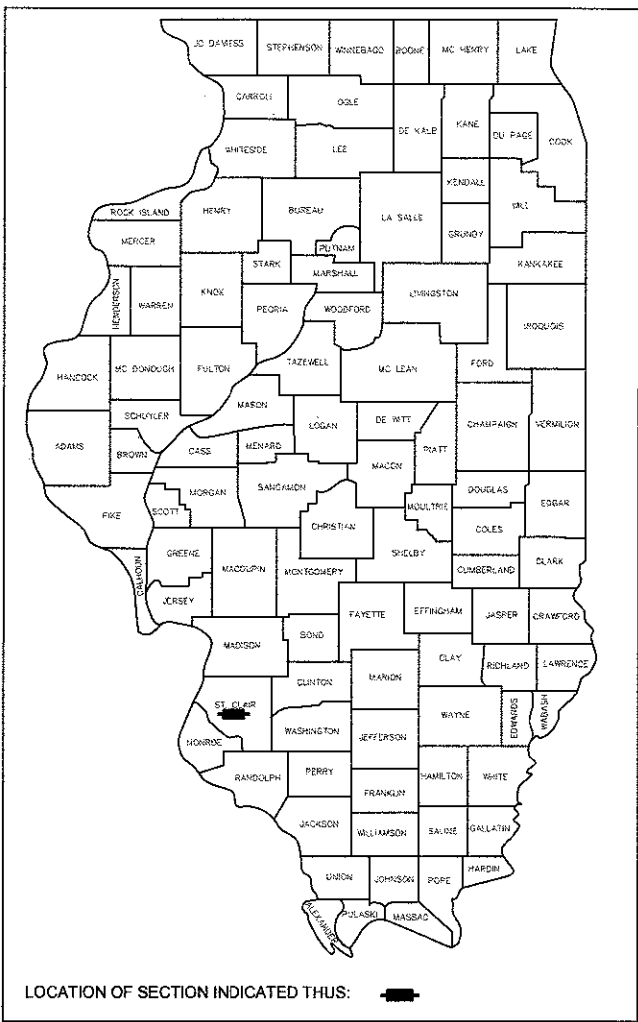 JO DAVIESS STEPHENSON WINNEBAGO BOONE MC HENRY LAKE
CARROLL OGLE DE KALB KANE DU PAGE COOK
WHITESIDE LEE
KENDALL WILL
ROCK ISLAND HENRY BUREAU LA SALLE GRUNDY
MERCER PUTNAM
STARK MARSHALL KANKAKEE
HENDERSON WARREN KNOX PEORIA WOODFORD LIVINGSTON IROQUOIS
HANCOCK MC DONOUGH FULTON TAZEWELL MC LEAN FORD
MASON
SCHUYLER LOGAN DE WITT CHAMPAIGN VERMILION
ADAMS BROWN CASS MENARD MACON PIATT
PIKE SCOTT MORGAN SANGAMON CHRISTIAN MOULTRIE DOUGLAS EDGAR
COLES
CALHOUN GREENE MACOUPIN MONTGOMERY SHELBY CUMBERLAND CLARK
JERSEY FAYETTE EFFINGHAM JASPER CRAWFORD
MADISON BOND
CLAY RICHLAND LAWRENCE
CLINTON MARION
ST. CLAIR WAYNE EDWARDS WABASH
MONROE WASHINGTON JEFFERSON
RANDOLPH PERRY HAMILTON WHITE
FRANKLIN
JACKSON WILLIAMSON SALINE GALLATIN
UNION JOHNSON POPE HARDIN
ALEXANDER PULASKI MASSAC
LOCATION OF SECTION INDICATED THUS: